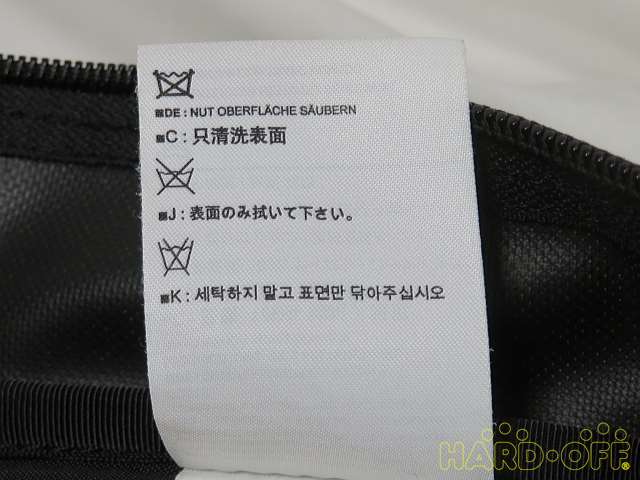 ■DE : NUT OBERFLÄCHE SÄUBERN
■C : 只清洗表面
■J : 表面のみ拭いて下さい。
■K : 세탁하지 말고 표면만 닦아주십시오
HARD·OFF